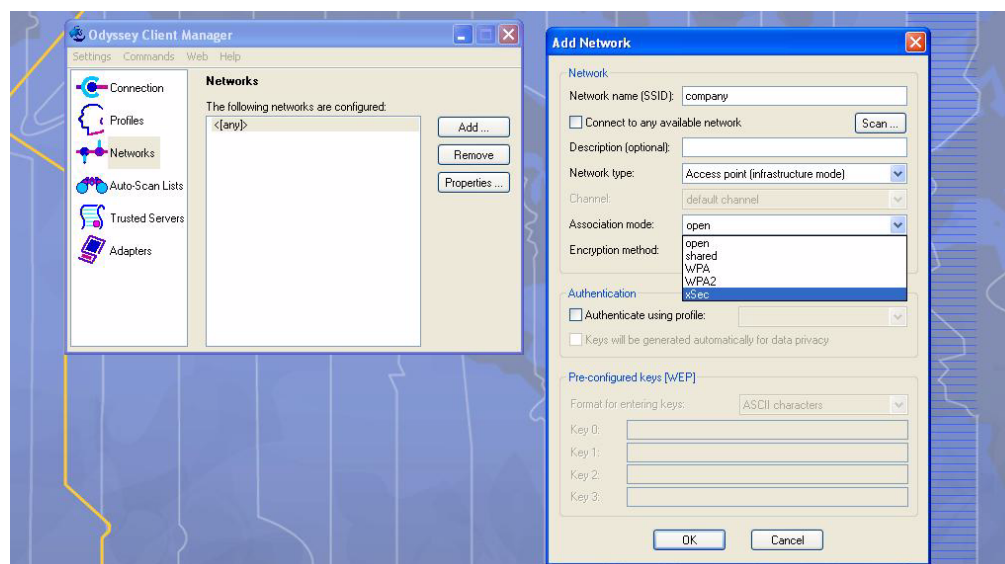 Odyssey Client Manager
Settings Commands Web Help
Connection
Profiles
Networks
Auto-Scan Lists
Trusted Servers
Adapters
Networks
The following networks are configured:
<[any]>
Add ...
Remove
Properties ...
Add Network
Network
Network name (SSID): company
Connect to any available network Scan ...
Description (optional):
Network type: Access point (infrastructure mode)
Channel: default channel
Association mode: open
Encryption method:
open
shared
WPA
WPA2
xSec
Authentication
Authenticate using profile:
Keys will be generated automatically for data privacy
Pre-configured keys [WEP]
Format for entering keys: ASCII characters
Key 0:
Key 1:
Key 2:
Key 3:
OK Cancel